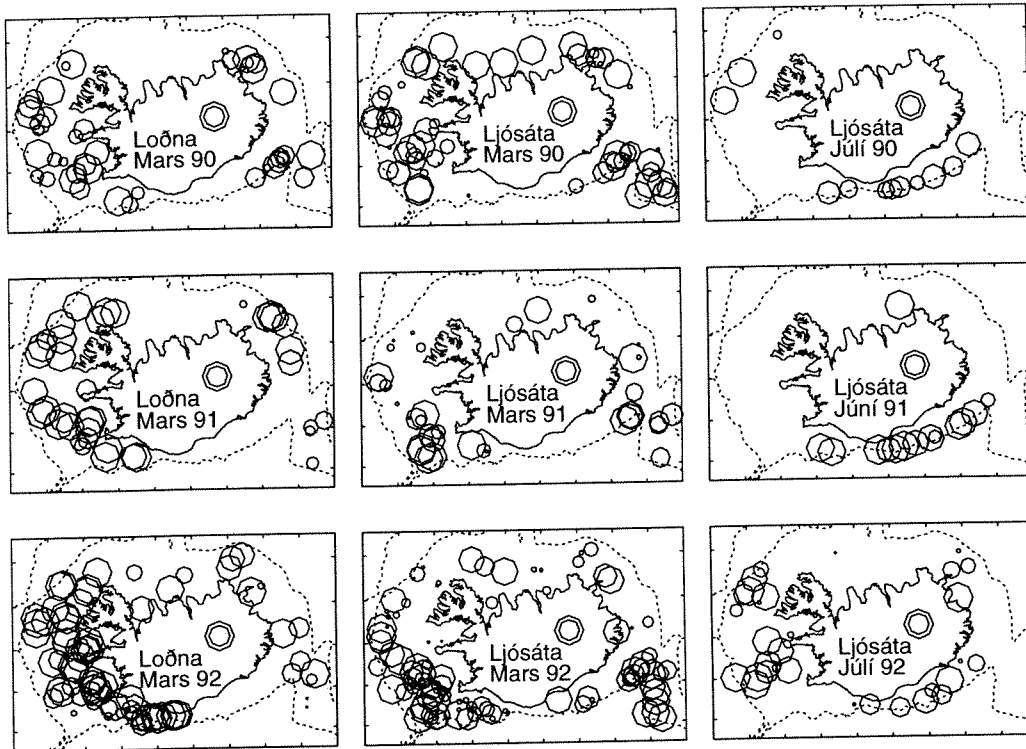 Loðna
Mars 90
Ljósáta
Mars 90
Ljósáta
Júlí 90
Loðna
Mars 91
Ljósáta
Mars 91
Ljósáta
Júní 91
Loðna
Mars 92
Ljósáta
Mars 92
Ljósáta
Júlí 92